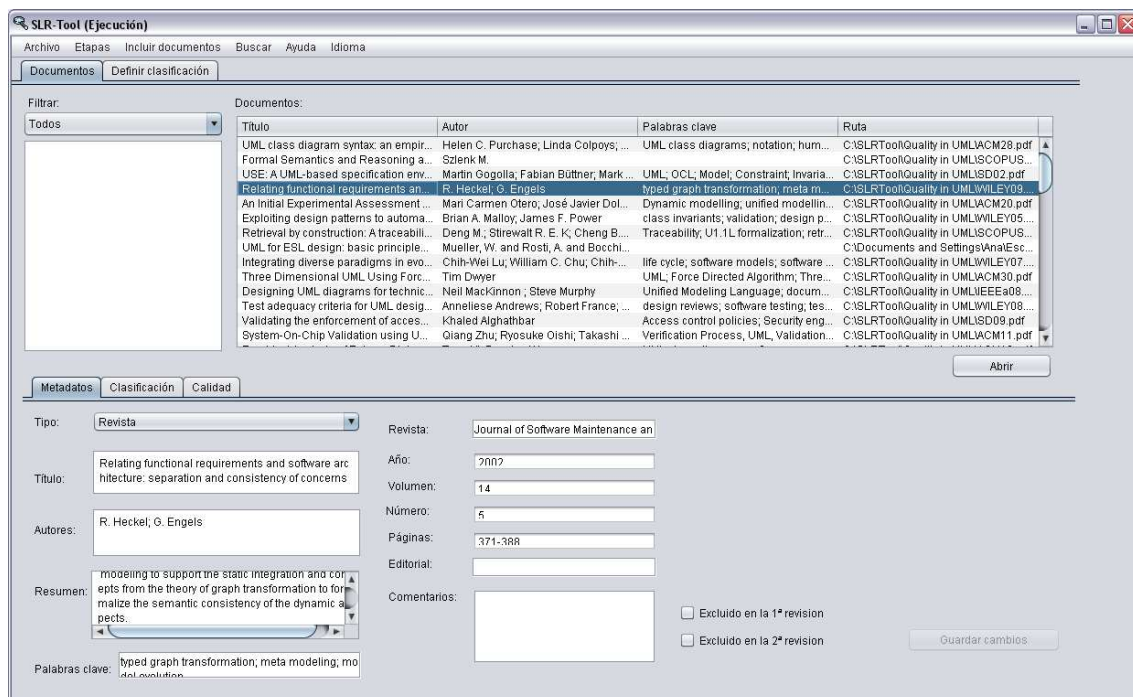 SLR-Tool (Ejecución)
Archivo Etapas Incluir documentos Buscar Ayuda Idioma
Documentos Definir clasificación
Filtrar:
Todos
Documentos:
Título Autor Palabras clave Ruta
UML class diagram syntax: an empir... Helen C. Purchase; Linda Colpoys; ... UML class diagrams; notation; hum... C:\SLRTool\Quality in UML\ACM28.pdf
Formal Semantics and Reasoning a... Szlenk M. C:\SLRTool\Quality in UML\SCOPUS...
USE: A UML-based specification env... Martin Gogolla; Fabian Büttner; Mark ... UML; OCL; Model; Constraint; Invaria... C:\SLRTool\Quality in UML\SD02.pdf
Relating functional requirements an... R. Heckel; G. Engels typed graph transformation; meta m... C:\SLRTool\Quality in UML\WILEY09....
An Initial Experimental Assessment ... Mari Carmen Otero; José Javier Dol... Dynamic modelling; unified modellin... C:\SLRTool\Quality in UML\ACM20.pdf
Exploiting design patterns to automa... Brian A. Malloy; James F. Power class invariants; validation; design p... C:\SLRTool\Quality in UML\WILEY05....
Retrieval by construction: A traceabili... Deng M.; Stirewalt R. E. K; Cheng B.... Traceability; U1.1L formalization; retr... C:\SLRTool\Quality in UML\SCOPUS...
UML for ESL design: basic principle... Mueller, W. and Rosti, A. and Bocchi... C:\Documents and Settings\Ana\Esc...
Integrating diverse paradigms in evo... Chih-Wei Lu; William C. Chu; Chih-... life cycle; software models; software ... C:\SLRTool\Quality in UML\WILEY07....
Three Dimensional UML Using Forc... Tim Dwyer UML; Force Directed Algorithm; Thre... C:\SLRTool\Quality in UML\ACM30.pdf
Designing UML diagrams for technic... Neil MacKinnon ; Steve Murphy Unified Modeling Language; docum... C:\SLRTool\Quality in UML\IEEEa08....
Test adequacy criteria for UML desig... Anneliese Andrews; Robert France; ... design reviews; software testing; tes... C:\SLRTool\Quality in UML\WILEY08....
Validating the enforcement of acces... Khaled Alghathbar Access control policies; Security eng... C:\SLRTool\Quality in UML\SD09.pdf
System-On-Chip Validation using U... Qiang Zhu; Ryosuke Oishi; Takashi ... Verification Process, UML, Validation... C:\SLRTool\Quality in UML\ACM11.pdf
Abrir
Metadatos Clasificación Calidad
Tipo: Revista
Título: Relating functional requirements and software arc
hitecture: separation and consistency of concerns
Autores: R. Heckel; G. Engels
Resumen: modeling to support the static integration and con
epts from the theory of graph transformation to for
malize the semantic consistency of the dynamic a
pects.
Palabras clave: typed graph transformation; meta modeling; mo
del evolution
Revista: Journal of Software Maintenance an
Año: 2002
Volumen: 14
Número: 5
Páginas: 371-388
Editorial:
Comentarios:
Excluido en la 1ª revision
Excluido en la 2ª revision
Guardar cambios